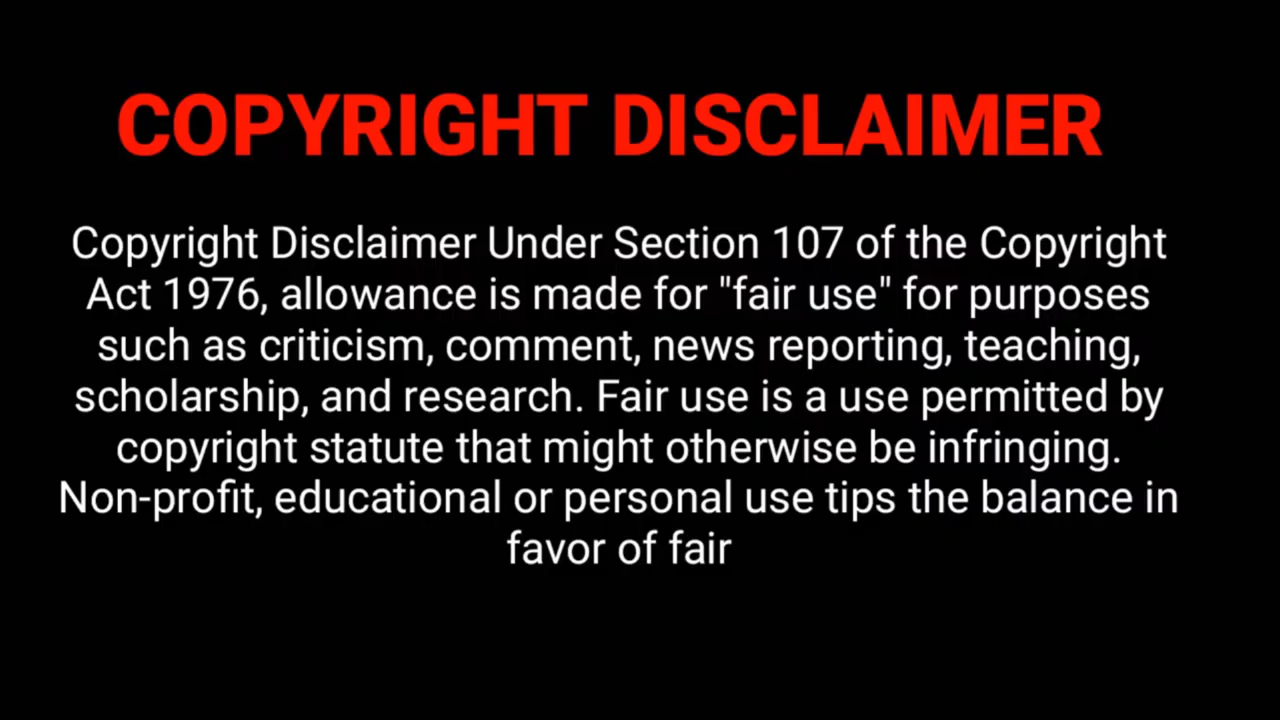 COPYRIGHT DISCLAIMER
Copyright Disclaimer Under Section 107 of the Copyright
Act 1976, allowance is made for "fair use" for purposes
such as criticism, comment, news reporting, teaching,
scholarship, and research. Fair use is a use permitted by
copyright statute that might otherwise be infringing.
Non-profit, educational or personal use tips the balance in
favor of fair